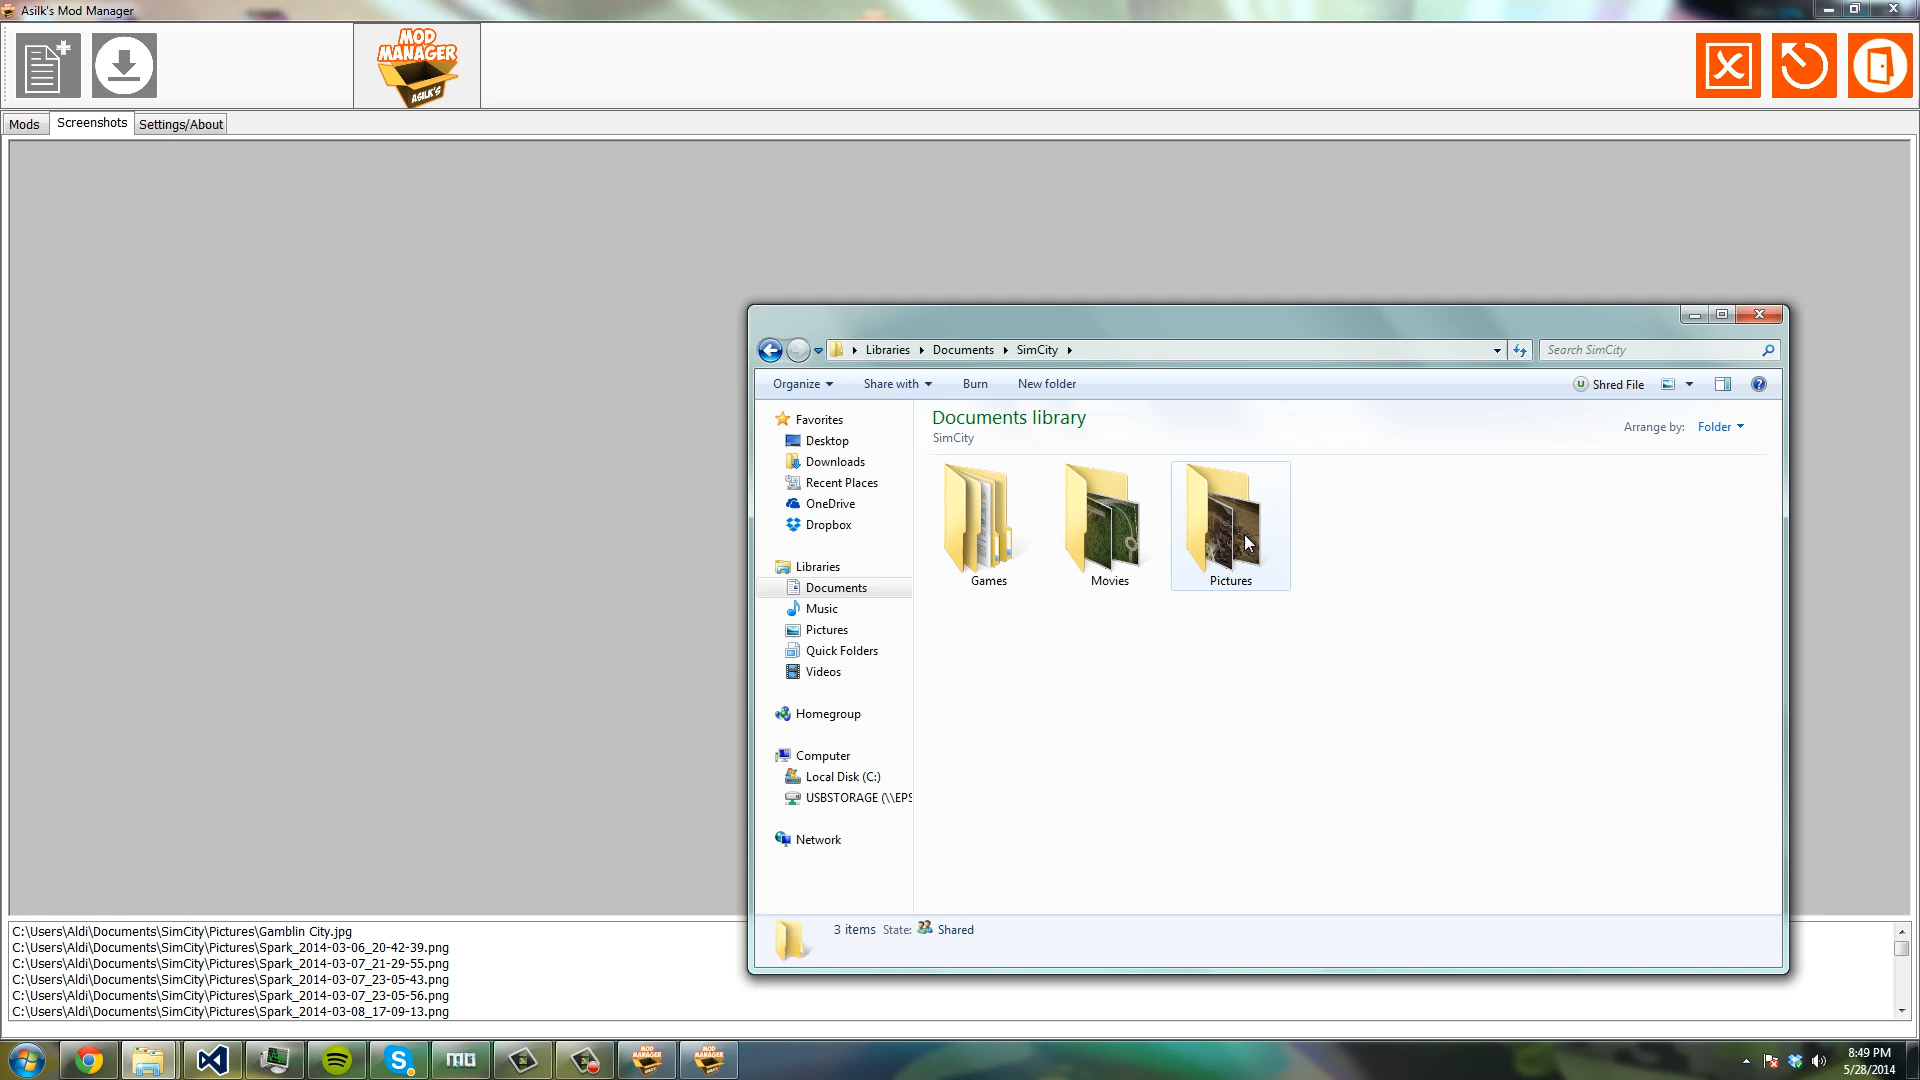 Asilk's Mod Manager
MOD
MANAGER
ASILK'S
Mods
Screenshots
Settings/About
Libraries
Documents
SimCity
Search SimCity
Organize
Share with
Burn
New folder
Shred File
Favorites
Desktop
Downloads
Recent Places
OneDrive
Dropbox
Libraries
Documents
Music
Pictures
Quick Folders
Videos
Homegroup
Computer
Local Disk (C:)
USBSTORAGE (\\EPS
Network
Documents library
SimCity
Arrange by: Folder
Games
Movies
Pictures
3 items State: Shared
C:\Users\Aldi\Documents\SimCity\Pictures\Gamblin City.jpg
C:\Users\Aldi\Documents\SimCity\Pictures\Spark_2014-03-06_20-42-39.png
C:\Users\Aldi\Documents\SimCity\Pictures\Spark_2014-03-07_21-29-55.png
C:\Users\Aldi\Documents\SimCity\Pictures\Spark_2014-03-07_23-05-43.png
C:\Users\Aldi\Documents\SimCity\Pictures\Spark_2014-03-07_23-05-56.png
C:\Users\Aldi\Documents\SimCity\Pictures\Spark_2014-03-08_17-09-13.png
MOD
MANAGER
MOD
MANAGER
8:49 PM
5/28/2014